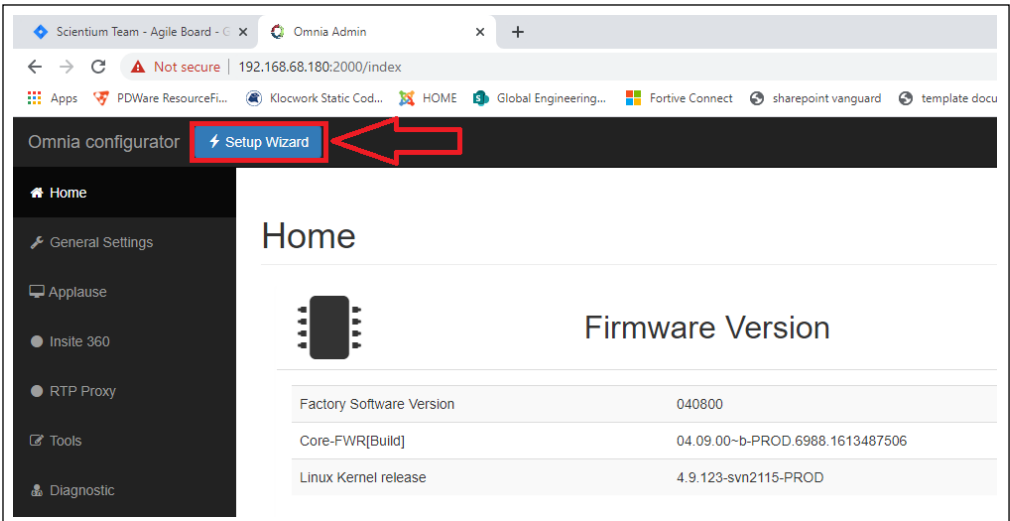 Scientium Team - Agile Board - G
Omnia Admin
Not secure | 192.168.68.180:2000/index
Apps PDWare ResourceFi... Klocwork Static Cod... HOME Global Engineering... Fortive Connect sharepoint vanguard template docu
Omnia configurator Setup Wizard
Home
General Settings
Applause
Insite 360
RTP Proxy
Tools
Diagnostic
Home
Firmware Version
Factory Software Version 040800
Core-FWR[Build] 04.09.00~b-PROD.6988.1613487506
Linux Kernel release 4.9.123-svn2115-PROD